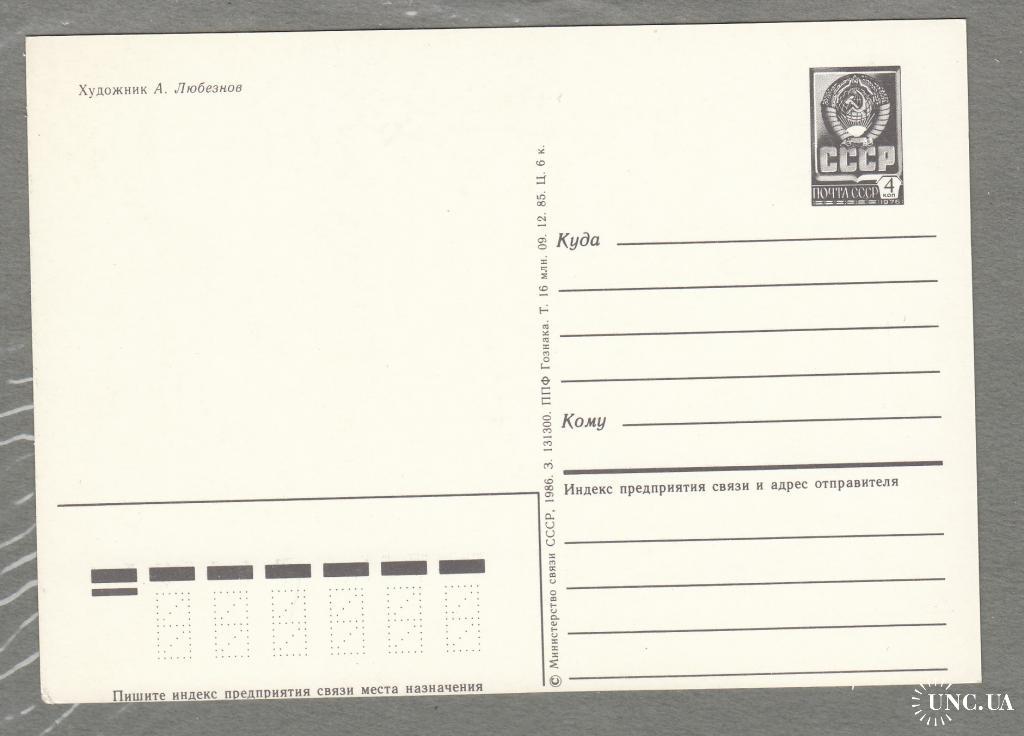 Художник А. Любезнов
СССР
ПОЧТА СССР 4 КОП
1976
Куда
Кому
Индекс предприятия связи и адрес отправителя
© Министерство связи СССР, 1986. З. 131300. ППФ Гознака. Т. 16 млн. 09. 12. 85. Ц. 6 к.
Пишите индекс предприятия связи места назначения
UNC.UA